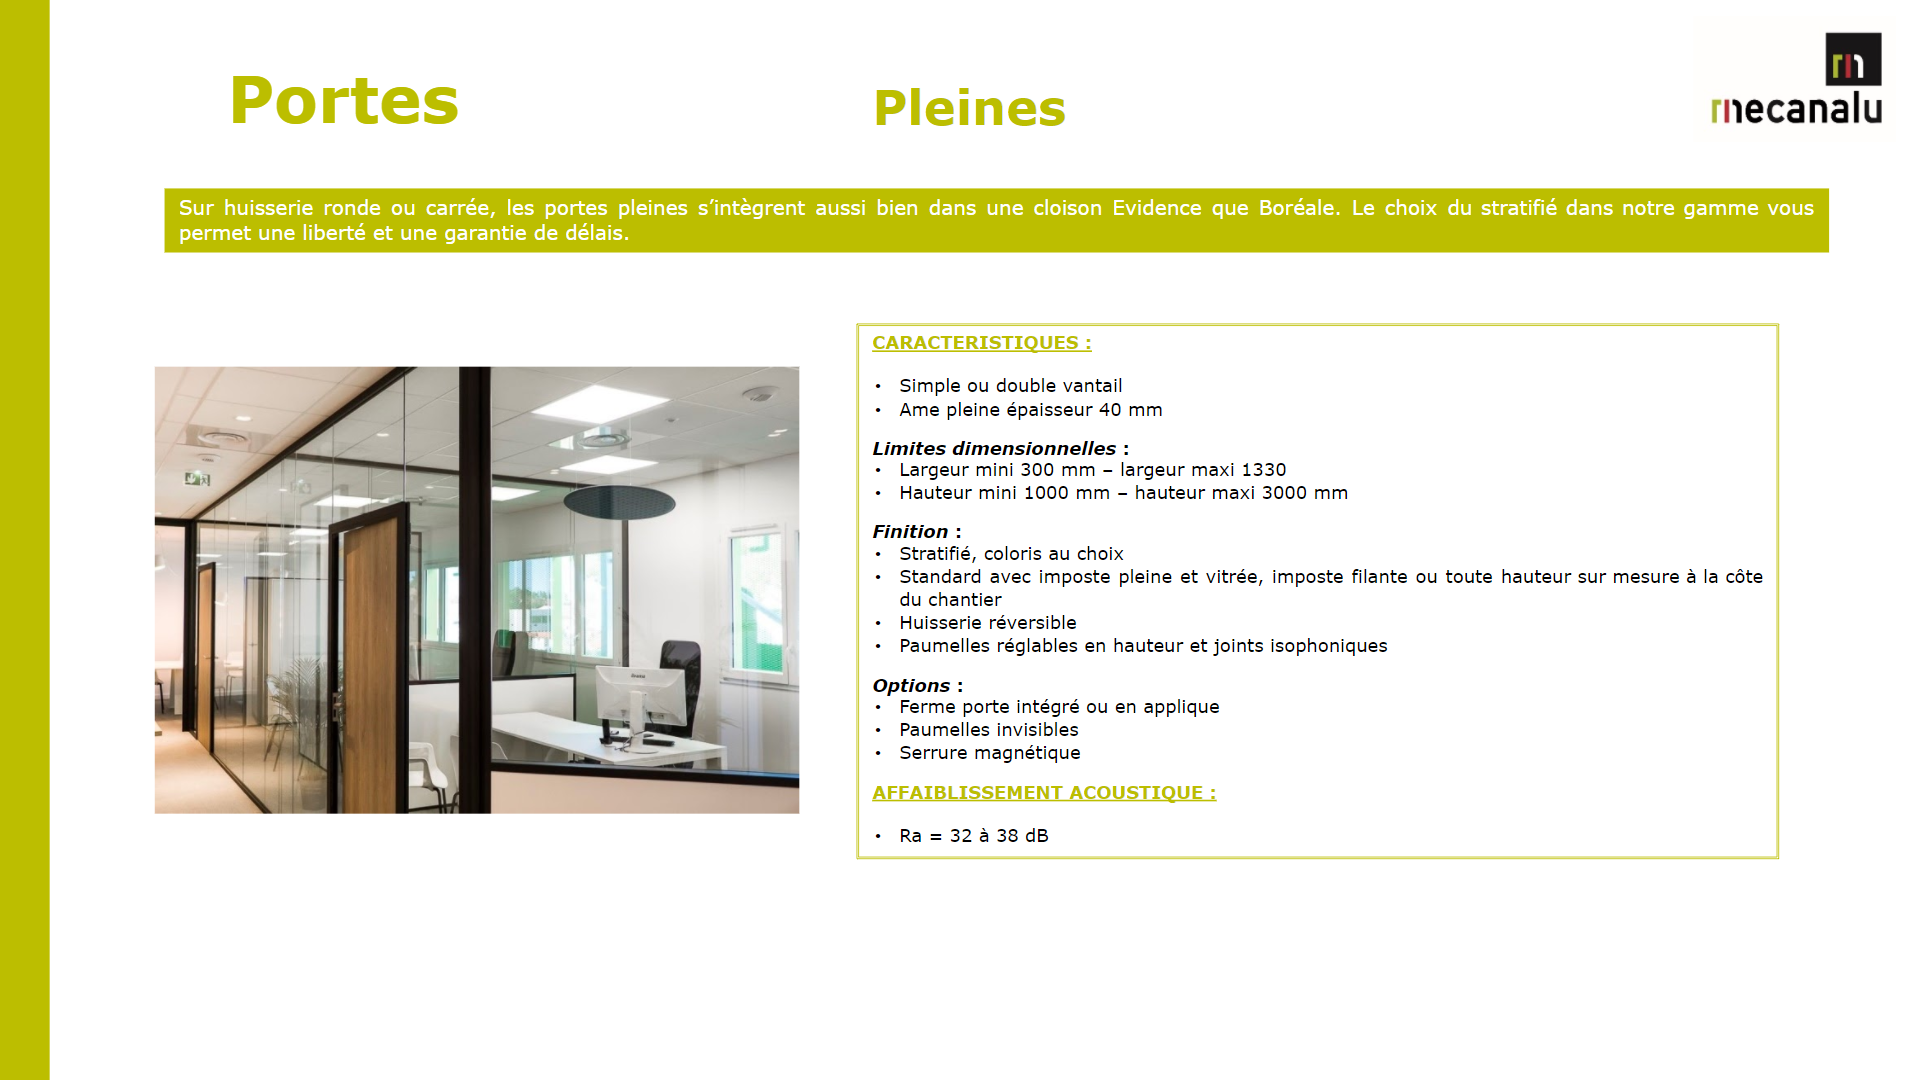 Portes
Pleines
mecanalu
Sur huisserie ronde ou carrée, les portes pleines s’intègrent aussi bien dans une cloison Evidence que Boréale. Le choix du stratifié dans notre gamme vous
permet une liberté et une garantie de délais.
CARACTERISTIQUES :
• Simple ou double vantail
• Ame pleine épaisseur 40 mm
Limites dimensionnelles :
• Largeur mini 300 mm – largeur maxi 1330
• Hauteur mini 1000 mm – hauteur maxi 3000 mm
Finition :
• Stratifié, coloris au choix
• Standard avec imposte pleine et vitrée, imposte filante ou toute hauteur sur mesure à la côte
du chantier
• Huisserie réversible
• Paumelles réglables en hauteur et joints isophoniques
Options :
• Ferme porte intégré ou en applique
• Paumelles invisibles
• Serrure magnétique
AFFAIBLISSEMENT ACOUSTIQUE :
• Ra = 32 à 38 dB